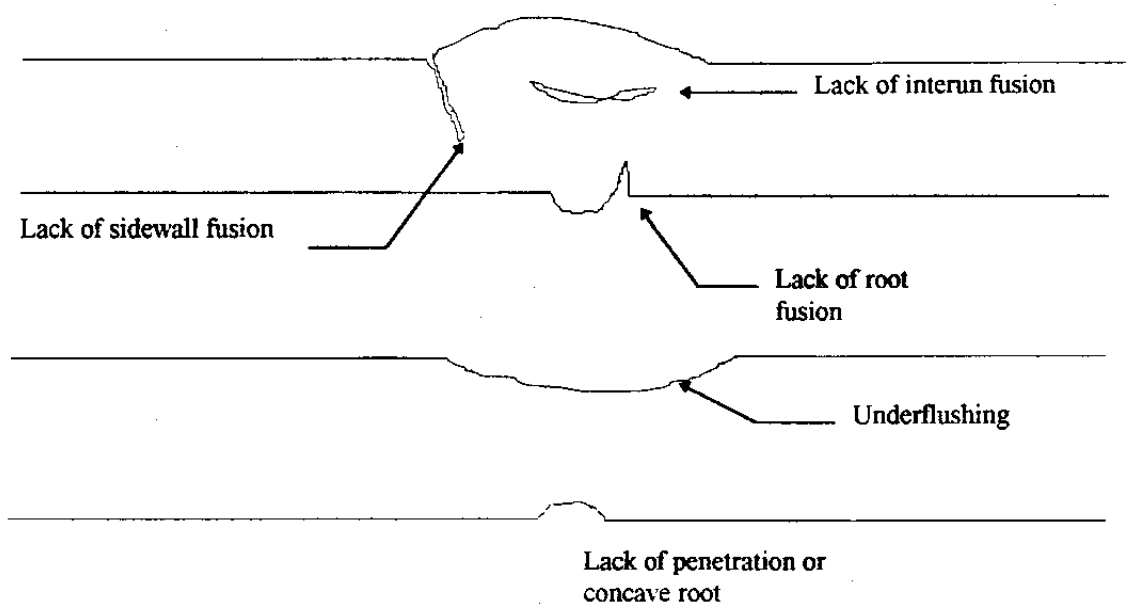 Lack of interun fusion
Lack of sidewall fusion
Lack of root
fusion
Underflushing
Lack of penetration or
concave root